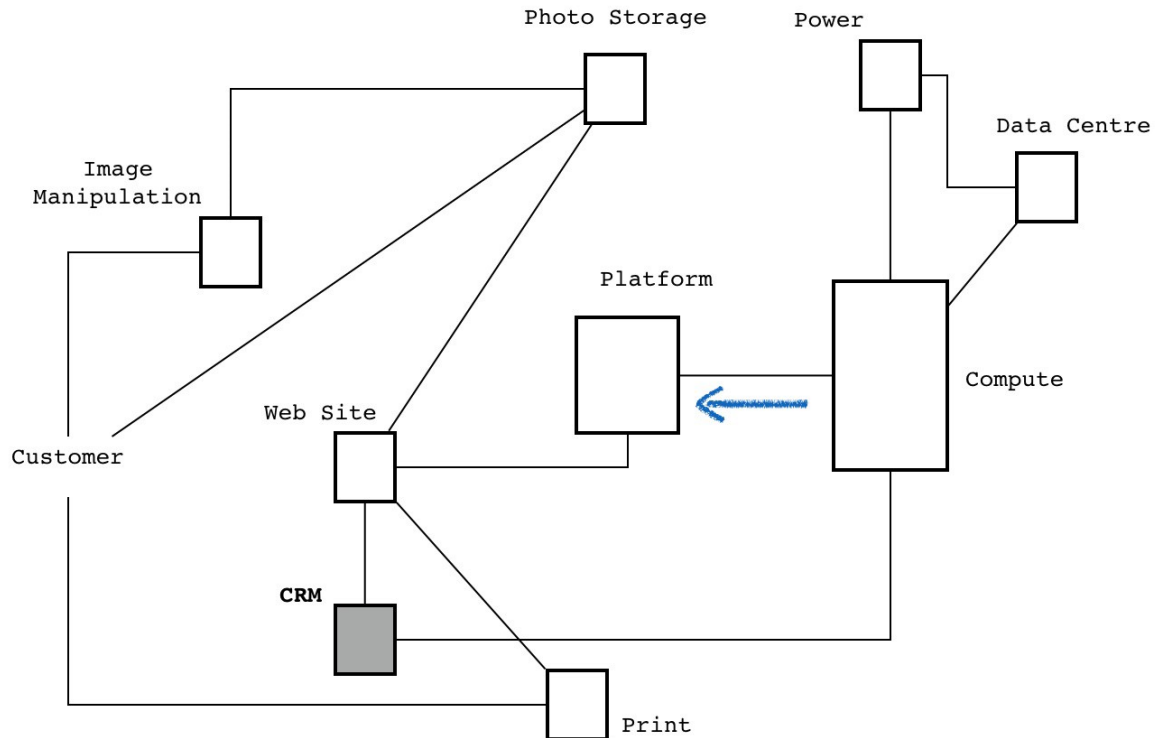 Photo Storage
Power
Data Centre
Image
Manipulation
Platform
Compute
Web Site
Customer
CRM
Print